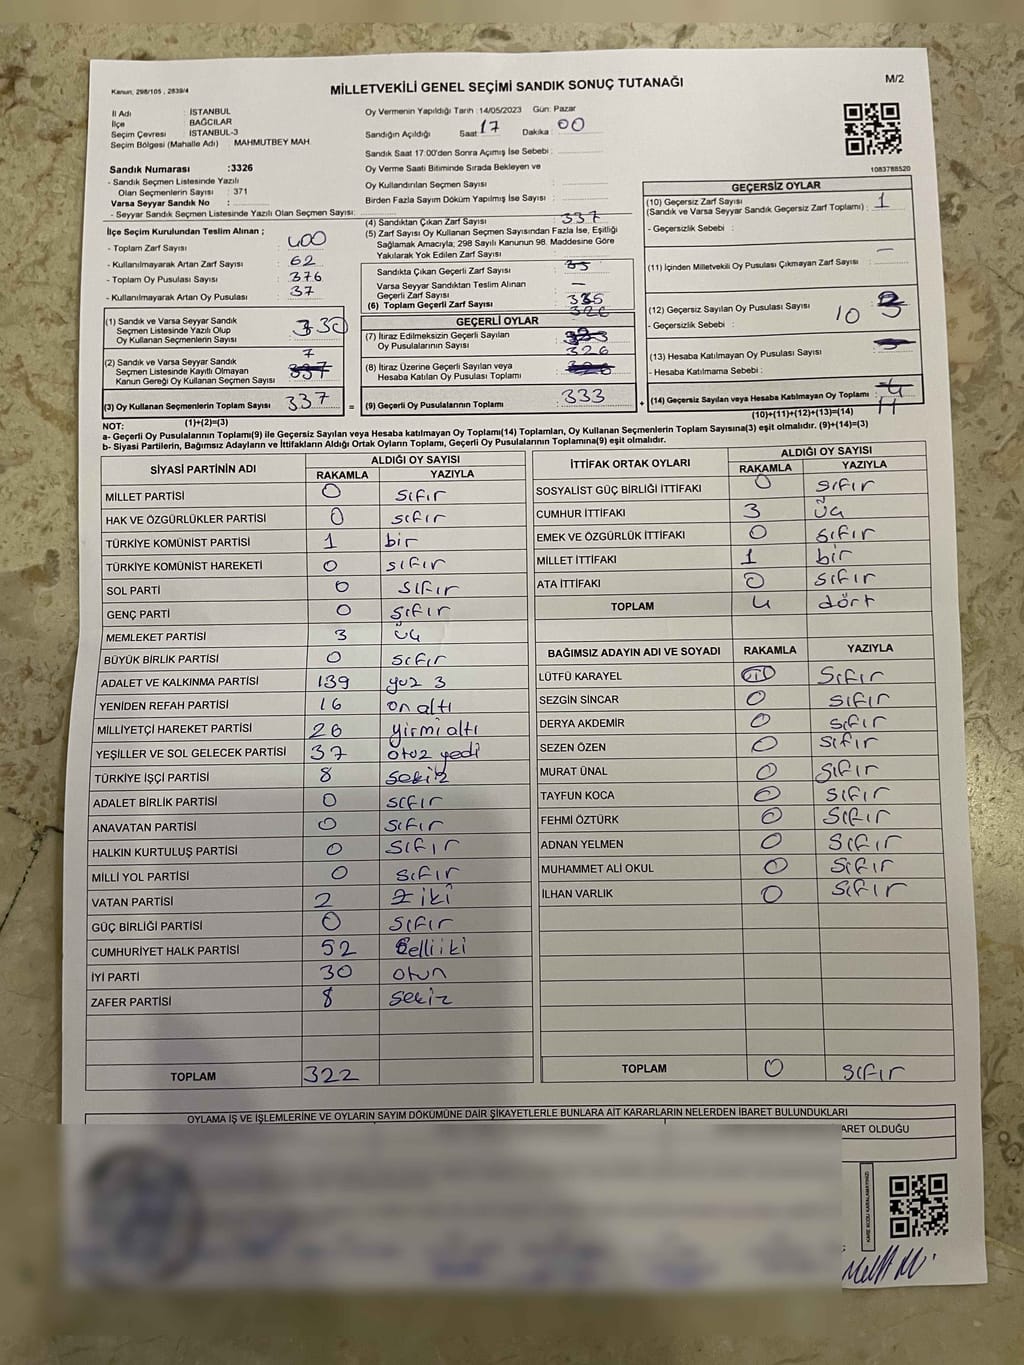 Kanun, 298/105 , 2839/4
MİLLETVEKİLİ GENEL SEÇİMİ SANDIK SONUÇ TUTANAĞI
M/2
İl Adı : İSTANBUL
İlçe : BAĞCILAR
Seçim Çevresi : İSTANBUL-3
Seçim Bölgesi (Mahalle Adı) MAHMUTBEY MAH.
Sandık Numarası :3326
- Sandık Seçmen Listesinde Yazılı
Olan Seçmenlerin Sayısı : 371
Varsa Seyyar Sandık No :
- Seyyar Sandık Seçmen Listesinde Yazılı Olan Seçmen Sayısı:
Oy Vermenin Yapıldığı Tarih : 14/05/2023 Gün: Pazar
Sandığın Açıldığı Saat 17 Dakika : 00
Sandık Saat 17:00'den Sonra Açımış İse Sebebi :
Oy Verme Saati Bitiminde Sırada Bekleyen ve
Oy Kullandırılan Seçmen Sayısı :
Birden Fazla Sayım Döküm Yapılmış İse Sayısı :
1083788520
İlçe Seçim Kurulundan Teslim Alınan ;
- Toplam Zarf Sayısı : 400
- Kullanılmayarak Artan Zarf Sayısı : 62
- Toplam Oy Pusulası Sayısı : 376
- Kullanılmayarak Artan Oy Pusulası : 37
(4) Sandıktan Çıkan Zarf Sayısı : 337
(5) Zarf Sayısı Oy Kullanan Seçmen Sayısından Fazla İse, Eşitliği
Sağlamak Amacıyla; 298 Sayılı Kanunun 98. Maddesine Göre
Yakılarak Yok Edilen Zarf Sayısı :
Sandıkta Çıkan Geçerli Zarf Sayısı
Varsa Seyyar Sandıktan Teslim Alınan
Geçerli Zarf Sayısı : —
(6) Toplam Geçerli Zarf Sayısı : 326
GEÇERSİZ OYLAR
(10) Geçersiz Zarf Sayısı
(Sandık ve Varsa Seyyar Sandık Geçersiz Zarf Toplamı) : 1
- Geçersizlik Sebebi :
(11) İçinden Milletvekili Oy Pusulası Çıkmayan Zarf Sayısı : —
(12) Geçersiz Sayılan Oy Pusulası Sayısı : 10
- Geçersizlik Sebebi :
(13) Hesaba Katılmayan Oy Pusulası Sayısı :
- Hesaba Katılmama Sebebi :
(14) Geçersiz Sayılan veya Hesaba Katılmayan Oy Toplamı : 11
(10)+(11)+(12)+(13)=(14)
(1) Sandık ve Varsa Seyyar Sandık
Seçmen Listesinde Yazılı Olup
Oy Kullanan Seçmenlerin Sayısı : 330
(2) Sandık ve Varsa Seyyar Sandık
Seçmen Listesinde Kayıtlı Olmayan
Kanun Gereği Oy Kullanan Seçmen Sayısı : 7
(3) Oy Kullanan Seçmenlerin Toplam Sayısı : 337
(1)+(2)=(3)
GEÇERLİ OYLAR
(7) İtiraz Edilmeksizin Geçerli Sayılan
Oy Pusulalarının Sayısı : 326
(8) İtiraz Üzerine Geçerli Sayılan veya
Hesaba Katılan Oy Pusulası Toplamı :
= (9) Geçerli Oy Pusulalarının Toplamı : 333 +
NOT:
a- Geçerli Oy Pusulalarının Toplamı(9) ile Geçersiz Sayılan veya Hesaba katılmayan Oy Toplamı(14) Toplamları, Oy Kullanan Seçmenlerin Toplam Sayısına(3) eşit olmalıdır. (9)+(14)=(3)
b- Siyasi Partilerin, Bağımsız Adayların ve İttifakların Aldığı Ortak Oyların Toplamı, Geçerli Oy Pusulalarının Toplamına(9) eşit olmalıdır.
SİYASİ PARTİNİN ADI
ALDIĞI OY SAYISI
RAKAMLA YAZIYLA
MİLLET PARTİSİ 0 sıfır
HAK VE ÖZGÜRLÜKLER PARTİSİ 0 sıfır
TÜRKİYE KOMÜNİST PARTİSİ 1 bir
TÜRKİYE KOMÜNİST HAREKETİ 0 sıfır
SOL PARTİ 0 sıfır
GENÇ PARTİ 0 sıfır
MEMLEKET PARTİSİ 3 üç
BÜYÜK BİRLİK PARTİSİ 0 sıfır
ADALET VE KALKINMA PARTİSİ 139 yuz 3
YENİDEN REFAH PARTİSİ 16 on altı
MİLLİYETÇİ HAREKET PARTİSİ 26 yirmi altı
YEŞİLLER VE SOL GELECEK PARTİSİ 37 otuz yedi
TÜRKİYE İŞÇİ PARTİSİ 8 sekiz
ADALET BİRLİK PARTİSİ 0 sıfır
ANAVATAN PARTİSİ 0 sıfır
HALKIN KURTULUŞ PARTİSİ 0 sıfır
MİLLİ YOL PARTİSİ 0 sıfır
VATAN PARTİSİ 2 iki
GÜÇ BİRLİĞİ PARTİSİ 0 sıfır
CUMHURİYET HALK PARTİSİ 52 elli iki
İYİ PARTİ 30 otuz
ZAFER PARTİSİ 8 sekiz
TOPLAM 322
İTTİFAK ORTAK OYLARI
ALDIĞI OY SAYISI
RAKAMLA YAZIYLA
SOSYALİST GÜÇ BİRLİĞİ İTTİFAKI 0 sıfır
CUMHUR İTTİFAKI 3 üç
EMEK VE ÖZGÜRLÜK İTTİFAKI 0 sıfır
MİLLET İTTİFAKI 1 bir
ATA İTTİFAKI 0 sıfır
TOPLAM 4 dört
BAĞIMSIZ ADAYIN ADI VE SOYADI RAKAMLA YAZIYLA
LÜTFÜ KARAYEL Sıfır
SEZGİN SİNCAR 0 sıfır
DERYA AKDEMİR 0 sıfır
SEZEN ÖZEN 0 sıfır
MURAT ÜNAL 0 sıfır
TAYFUN KOCA 0 sıfır
FEHMİ ÖZTÜRK 0 sıfır
ADNAN YELMEN 0 sıfır
MUHAMMET ALİ OKUL 0 sıfır
İLHAN VARLIK 0 sıfır
TOPLAM 0 sıfır
OYLAMA İŞ VE İŞLEMLERİNE VE OYLARIN SAYIM DÖKÜMÜNE DAİR ŞİKAYETLERLE BUNLARA AİT KARARLARIN NELERDEN İBARET BULUNDUKLARI
ARET OLDUĞU